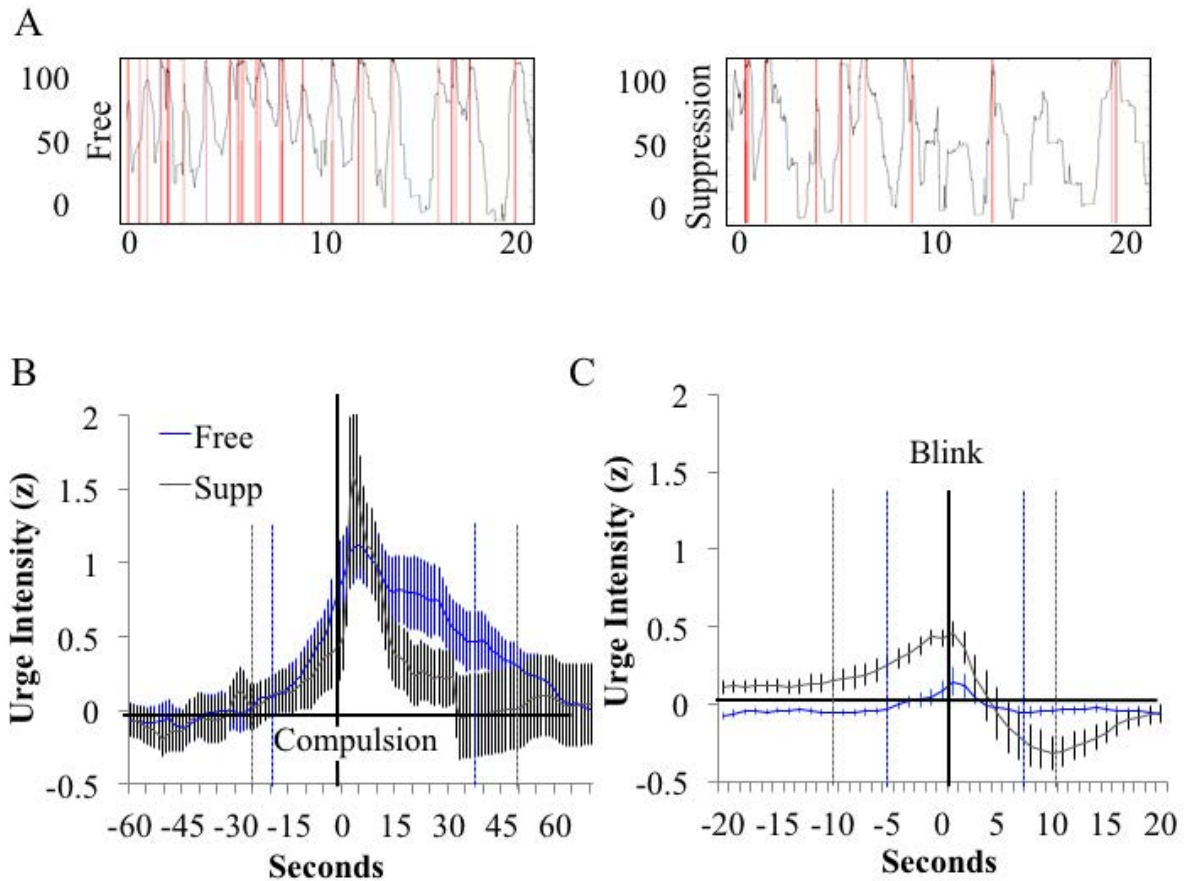 A
100
50
0
Free
0 10 20
100
50
0
Suppression
0 10 20
B
2
1.5
1
0.5
0
-0.5
Urge Intensity (z)
Free
Supp
Compulsion
-60 -45 -30 -15 0 15 30 45 60
Seconds
C
2
1.5
1
0.5
0
-0.5
Urge Intensity (z)
Blink
-20 -15 -10 -5 0 5 10 15 20
Seconds